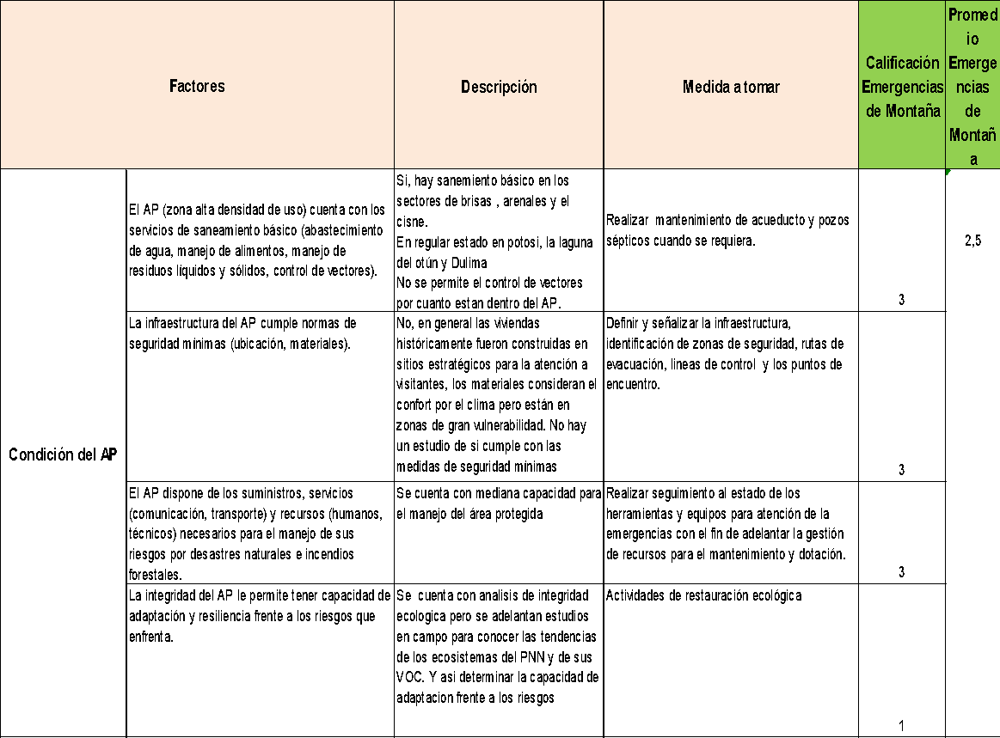 Factores
Descripción
Medida a tomar
Calificación
Emergencias
de Montaña
Promed
io
Emerge
ncias
de
Montañ
a
Condición del AP
El AP (zona alta densidad de uso) cuenta con los
servicios de saneamiento básico (abastecimiento
de agua, manejo de alimentos, manejo de
residuos líquidos y sólidos, control de vectores).
Si, hay sanemiento básico en los
sectores de brisas , arenales y el
cisne.
En regular estado en potosi, la laguna
del otún y Dulima
No se permite el control de vectores
por cuanto estan dentro del AP.
Realizar mantenimiento de acueducto y pozos
sépticos cuando se requiera.
3
2,5
La infraestructura del AP cumple normas de
seguridad mínimas (ubicación, materiales).
No, en general las viviendas
históricamente fueron construidas en
sitios estratégicos para la atención a
visitantes, los materiales consideran el
confort por el clima pero están en
zonas de gran vulnerabilidad. No hay
un estudio de si cumple con las
medidas de seguridad mínimas
Definir y señalizar la infraestructura,
identificación de zonas de seguridad, rutas de
evacuación, lineas de control y los puntos de
encuentro.
3
El AP dispone de los suministros, servicios
(comunicación, transporte) y recursos (humanos,
técnicos) necesarios para el manejo de sus
riesgos por desastres naturales e incendios
forestales.
Se cuenta con mediana capacidad para
el manejo del área protegida
Realizar seguimiento al estado de los
herramientas y equipos para atención de la
emergencias con el fin de adelantar la gestión
de recursos para el mantenimiento y dotación.
3
La integridad del AP le permite tener capacidad de
adaptación y resiliencia frente a los riesgos que
enfrenta.
Se cuenta con analisis de integridad
ecologica pero se adelantan estudios
en campo para conocer las tendencias
de los ecosistemas del PNN y de sus
VOC. Y asi determinar la capacidad de
adaptacion frente a los riesgos
Actividades de restauración ecológica
1